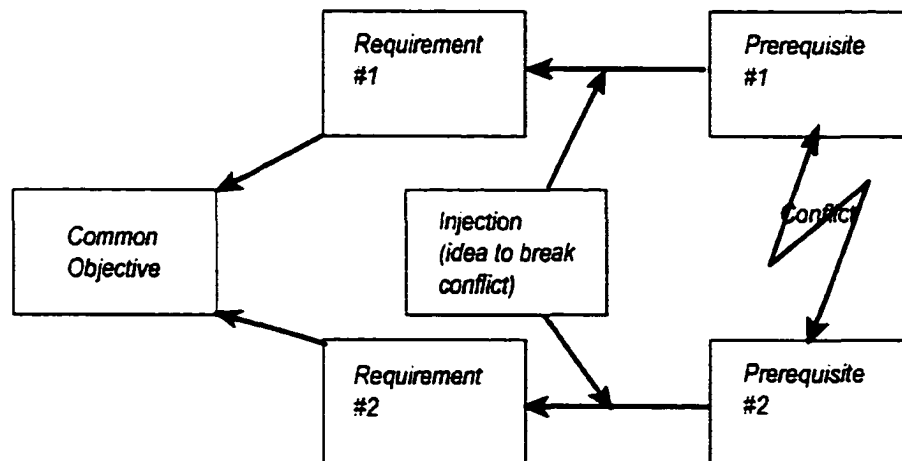 Requirement
#1
Prerequisite
#1
Common
Objective
Injection
(idea to break
conflict)
Conflict
Requirement
#2
Prerequisite
#2